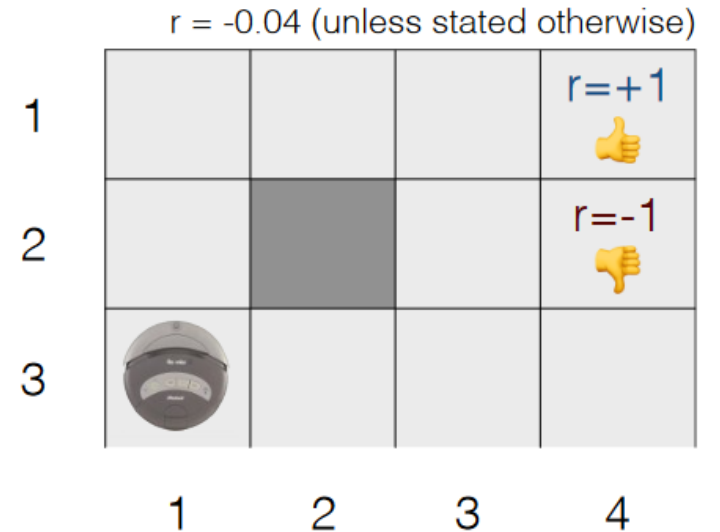 r = -0.04 (unless stated otherwise)
1
r=+1
2
r=-1
3
1 2 3 4